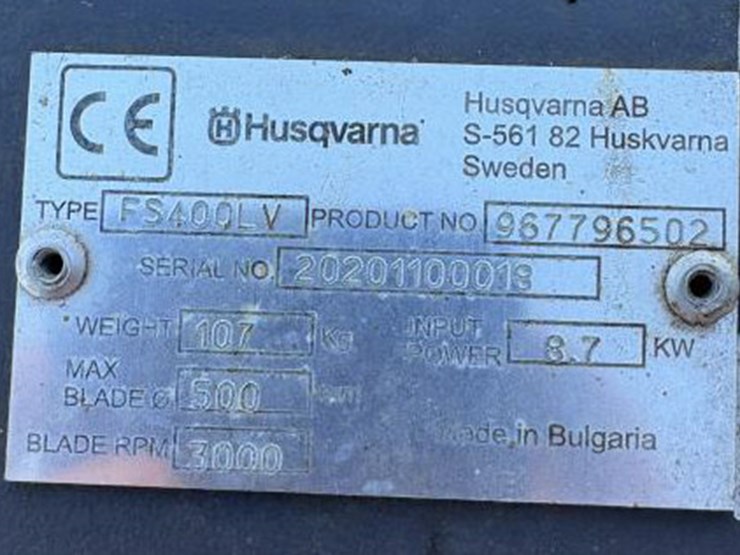 CE
Husqvarna
Husqvarna AB
S-561 82 Huskvarna
Sweden
TYPE FS400LV PRODUCT NO 967796502
SERIAL NO. 20201100018
WEIGHT 107 Kg INPUT POWER 8.7 KW
MAX BLADE Ø 500 mm
BLADE RPM 3000
Made in Bulgaria